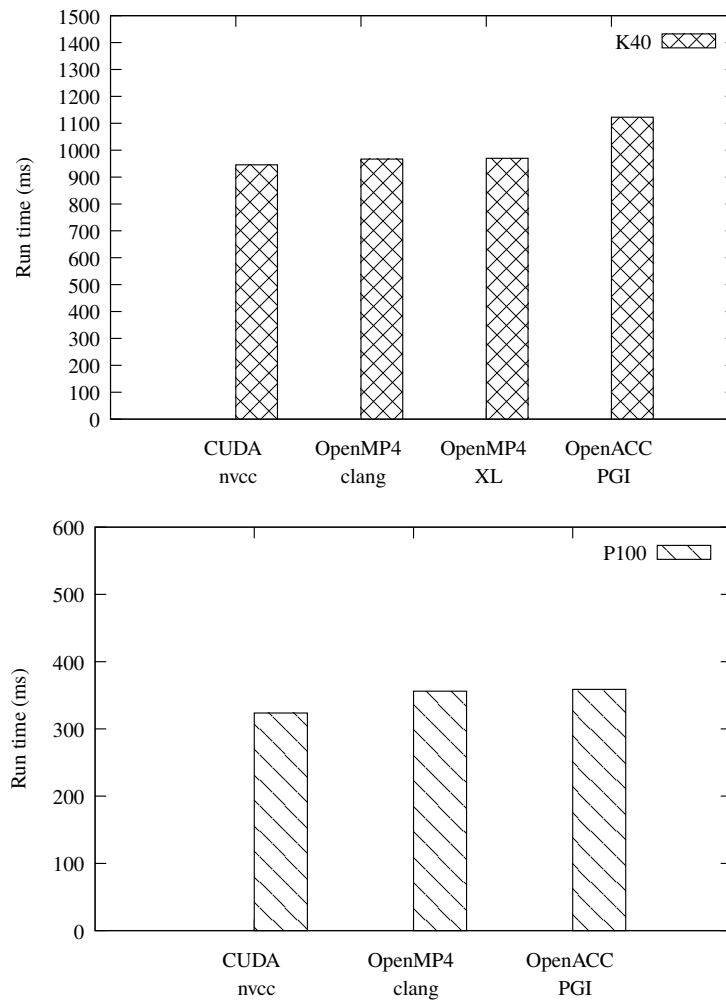 1500
1400
K40
1300
1200
1100
1000
900
800
700
600
500
400
300
200
100
0
Run time (ms)
CUDA OpenMP4 OpenMP4 OpenACC
nvcc clang XL PGI
600
P100
500
400
300
200
100
0
Run time (ms)
CUDA OpenMP4 OpenACC
nvcc clang PGI